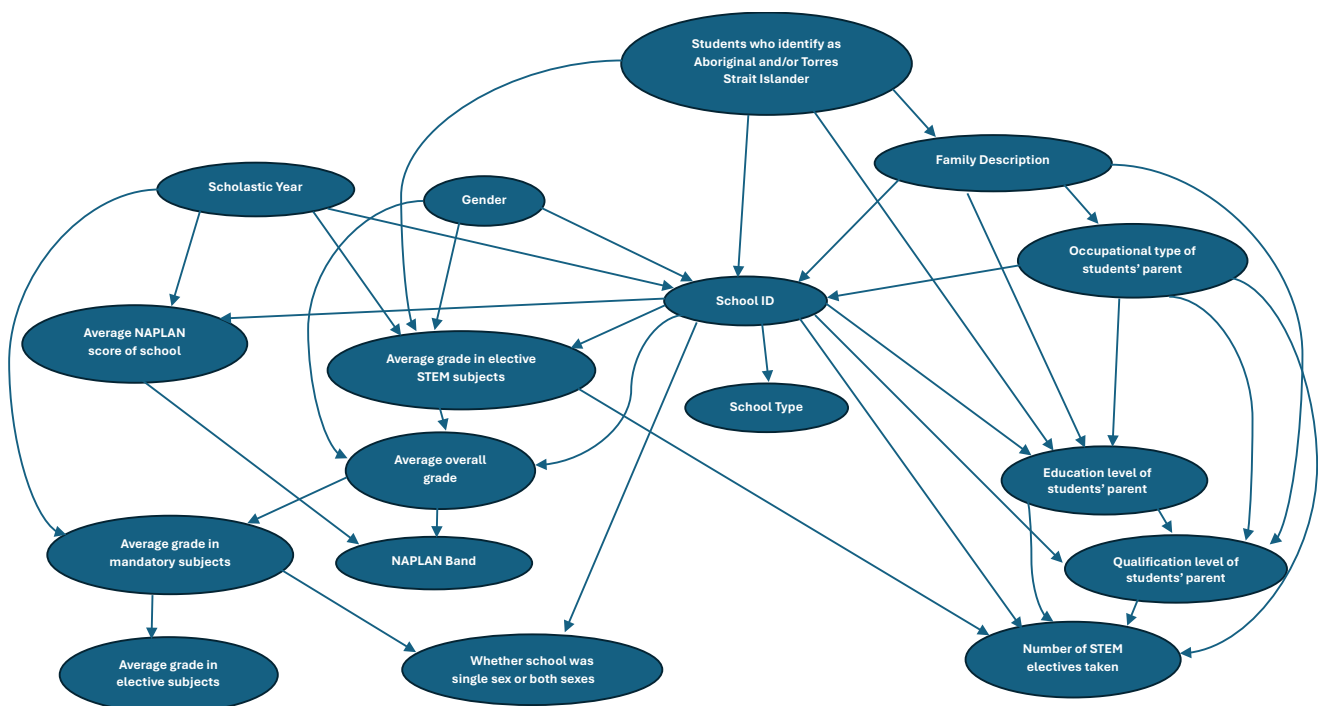 Students who identify as
Aboriginal and/or Torres
Strait Islander
Family Description
Scholastic Year
Gender
Occupational type of
students’ parent
School ID
Average NAPLAN
score of school
Average grade in elective
STEM subjects
School Type
Average overall
grade
Education level of
students’ parent
Average grade in
mandatory subjects
NAPLAN Band
Qualification level of
students’ parent
Average grade in
elective subjects
Whether school was
single sex or both sexes
Number of STEM
electives taken